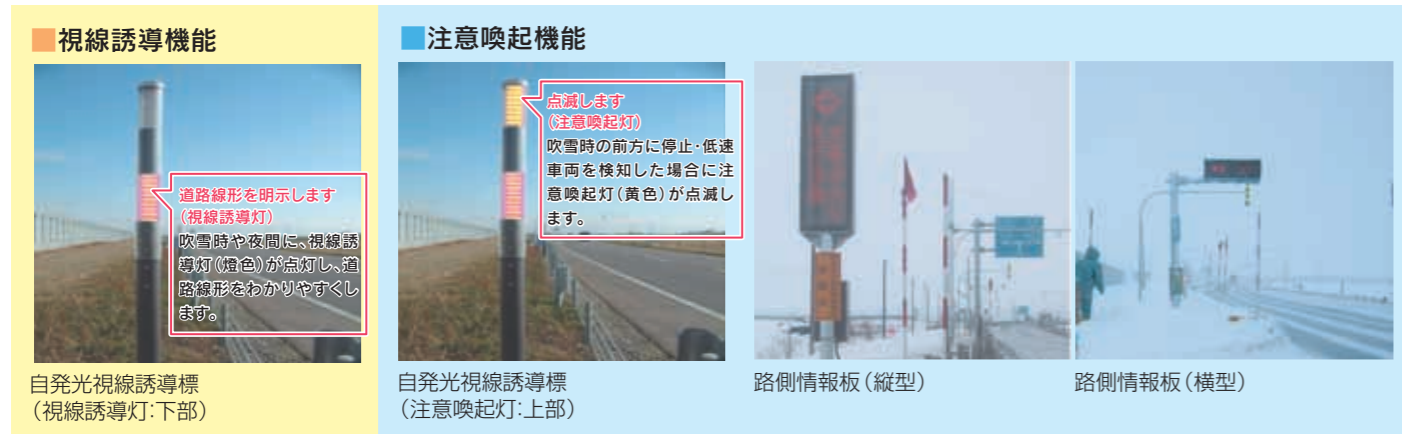 ■視線誘導機能
道路線形を明示します
(視線誘導灯)
吹雪時や夜間に、視線誘
導灯(燈色)が点灯し、道
路線形をわかりやすくし
ます。
自発光視線誘導標
(視線誘導灯:下部)
■注意喚起機能
点滅します
(注意喚起灯)
吹雪時の前方に停止・低速
車両を検知した場合に注
意喚起灯(黄色)が点滅し
ます。
自発光視線誘導標
(注意喚起灯:上部)
路側情報板(縦型)
路側情報板(横型)